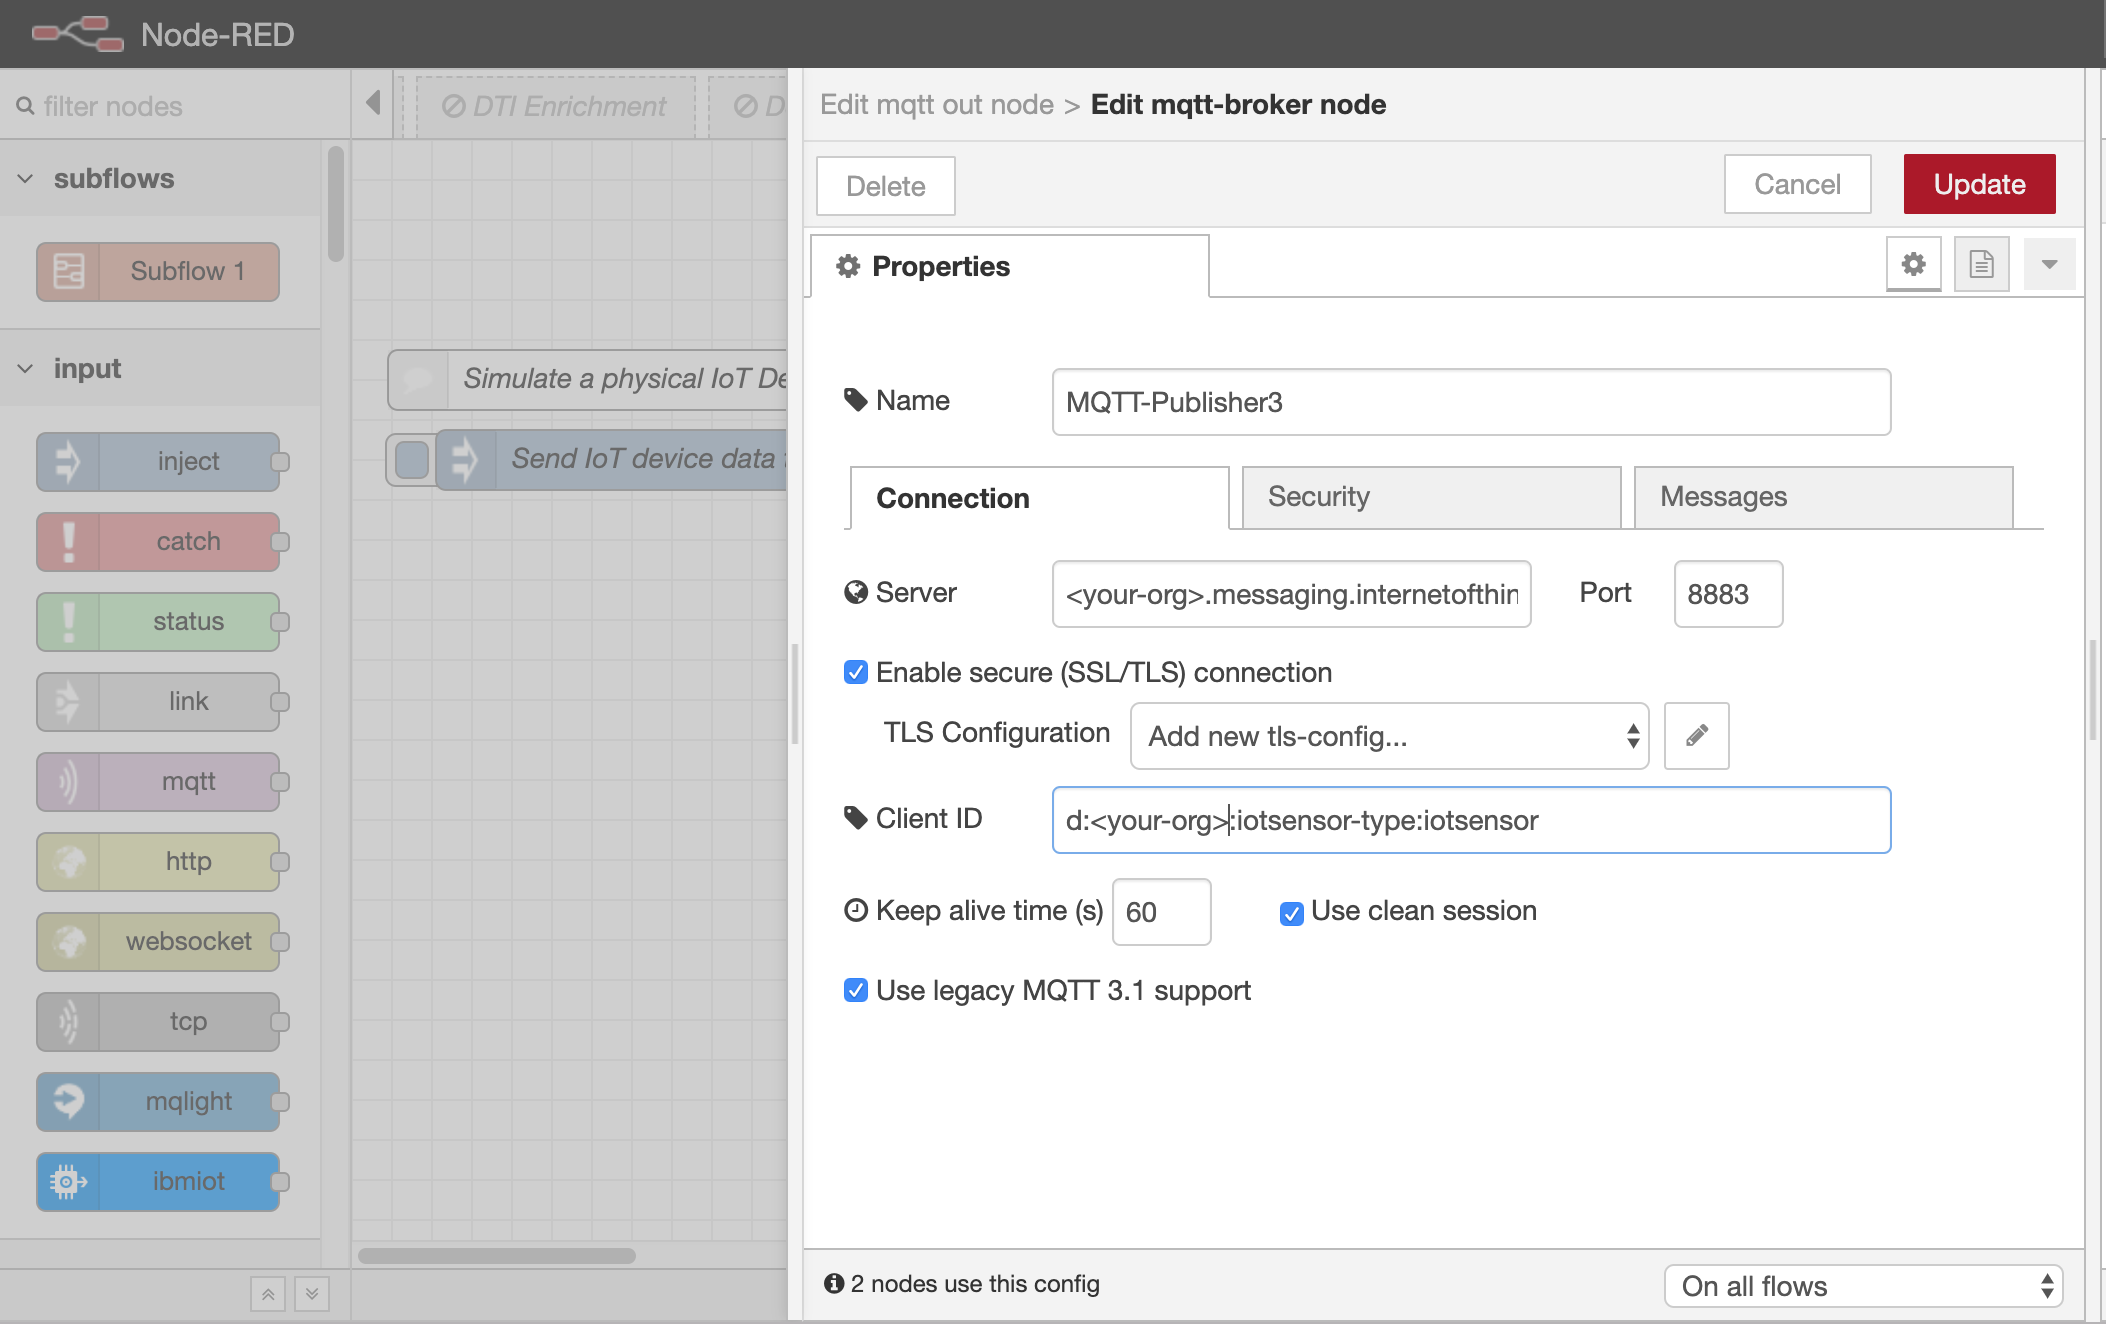 Node-RED
filter nodes
DTI Enrichment
D
Edit mqtt out node > Edit mqtt-broker node
subflows
Delete
Cancel
Update
Subflow 1
Properties
input
Simulate a physical IoT De
Name
MQTT-Publisher3
inject
Send IoT device data
Connection
Security
Messages
catch
Server
<your-org>.messaging.internetofthin
Port
8883
status
Enable secure (SSL/TLS) connection
link
TLS Configuration
Add new tls-config...
mqtt
Client ID
d:<your-org>:iotsensor-type:iotsensor
http
Keep alive time (s)
60
Use clean session
websocket
Use legacy MQTT 3.1 support
tcp
mqlight
ibmiot
2 nodes use this config
On all flows